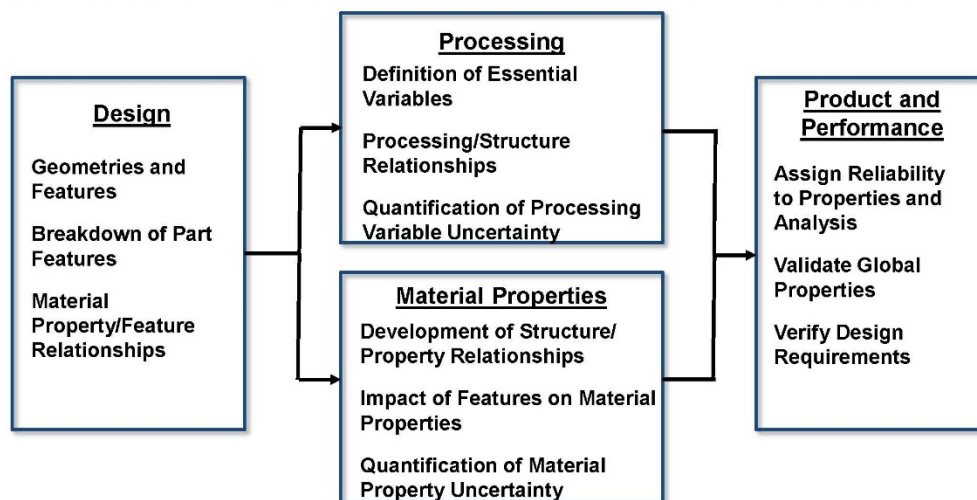 Design
Geometries and
Features
Breakdown of Part
Features
Material
Property/Feature
Relationships
Processing
Definition of Essential
Variables
Processing/Structure
Relationships
Quantification of Processing
Variable Uncertainty
Material Properties
Development of Structure/
Property Relationships
Impact of Features on Material
Properties
Quantification of Material
Property Uncertainty
Product and
Performance
Assign Reliability
to Properties and
Analysis
Validate Global
Properties
Verify Design
Requirements